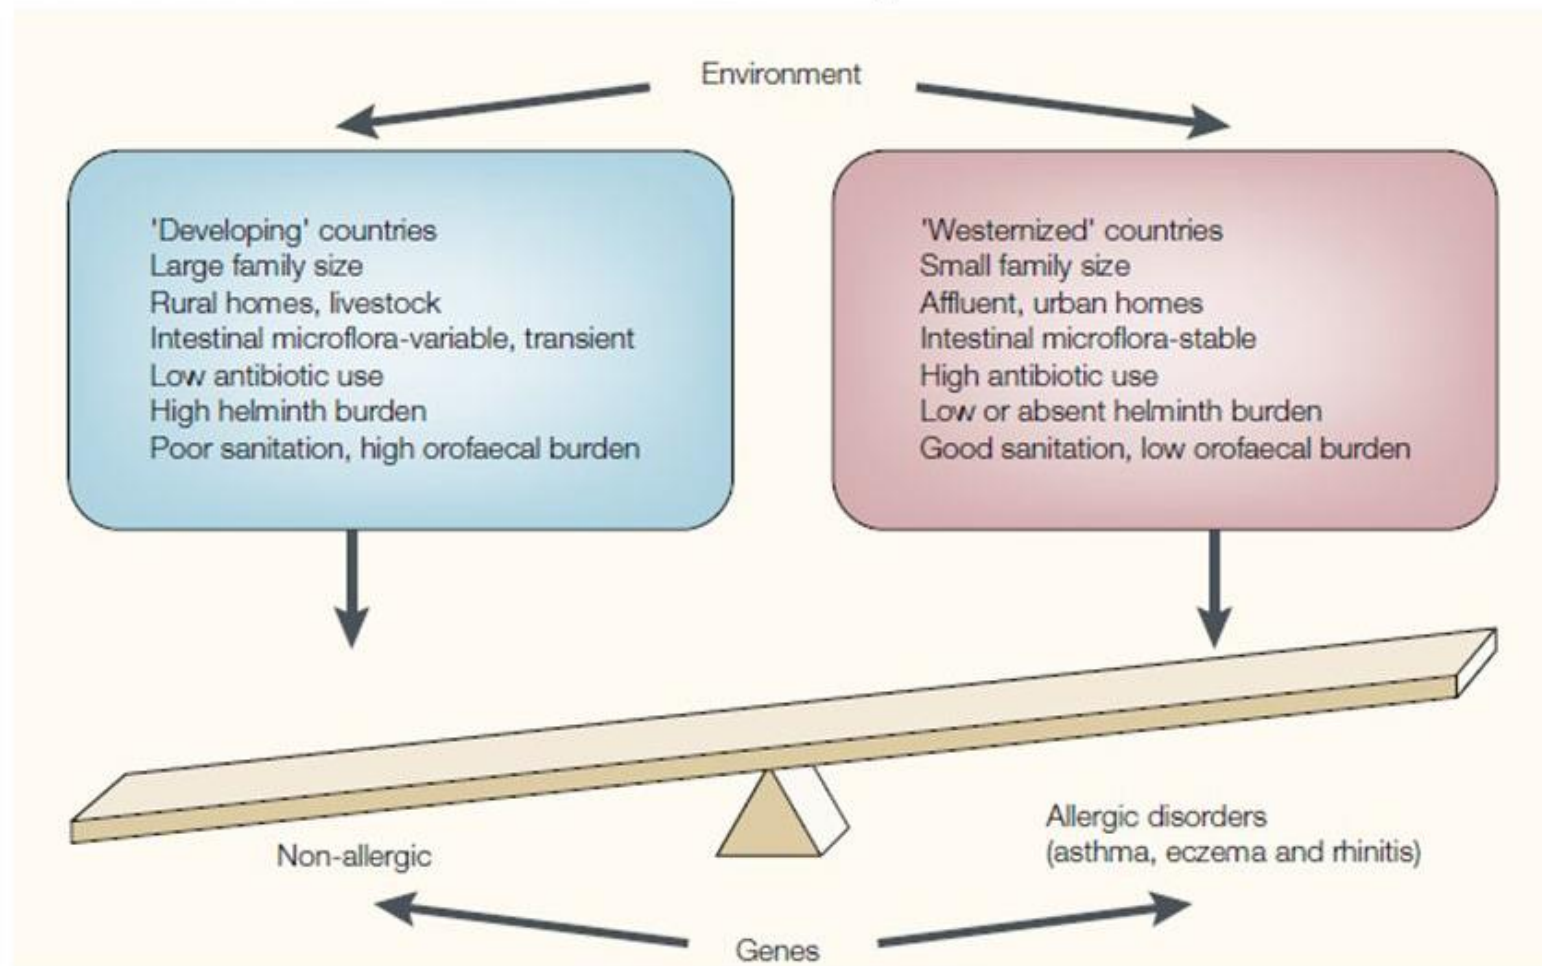 Environment
'Developing' countries
Large family size
Rural homes, livestock
Intestinal microflora-variable, transient
Low antibiotic use
High helminth burden
Poor sanitation, high orofaecal burden
'Westernized' countries
Small family size
Affluent, urban homes
Intestinal microflora-stable
High antibiotic use
Low or absent helminth burden
Good sanitation, low orofaecal burden
Non-allergic
Allergic disorders
(asthma, eczema and rhinitis)
Genes